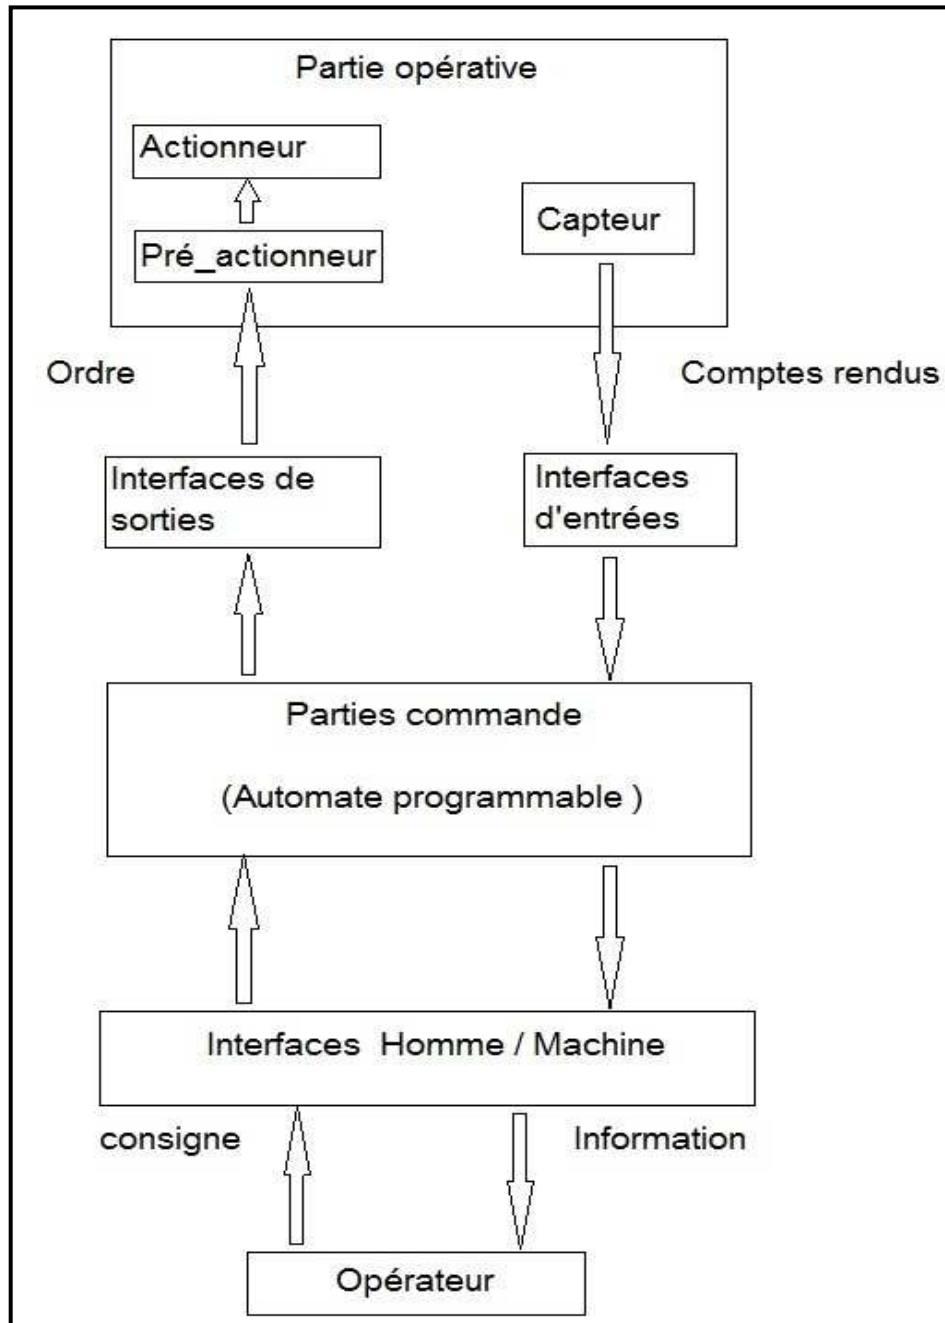 Partie opérative
Actionneur
Capteur
Pré_actionneur
Ordre
Comptes rendus
Interfaces de
sorties
Interfaces
d'entrées
Parties commande
(Automate programmable )
Interfaces Homme / Machine
consigne
Information
Opérateur